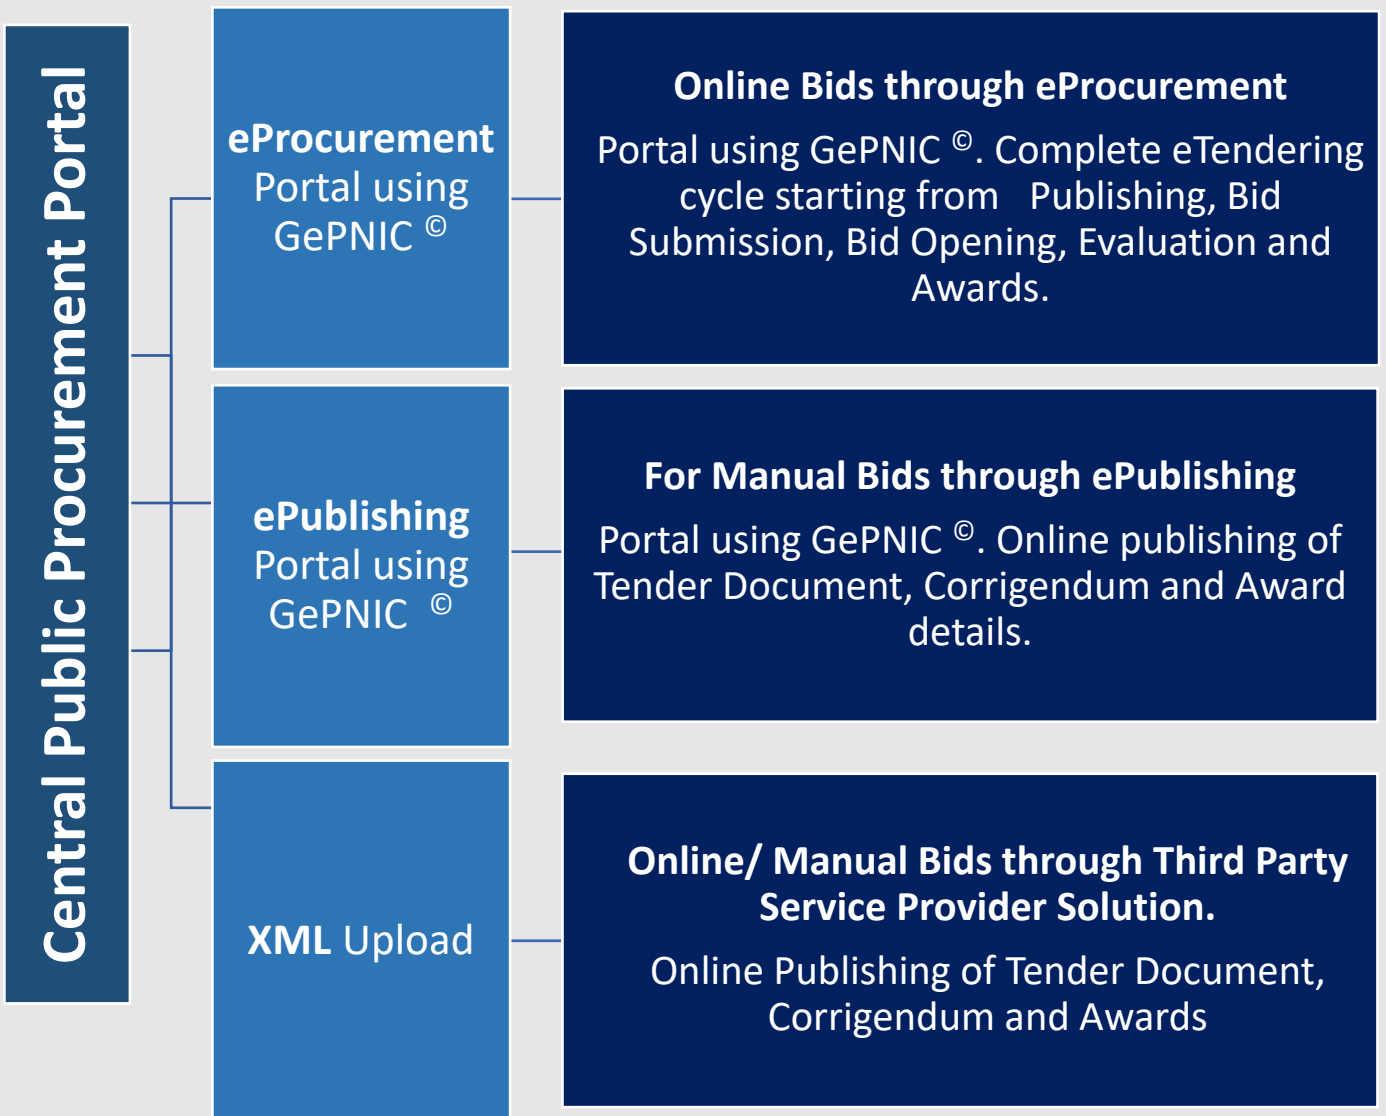 Central Public Procurement Portal
eProcurement
Portal using
GePNIC ©
Online Bids through eProcurement
Portal using GePNIC ©. Complete eTendering
cycle starting from Publishing, Bid
Submission, Bid Opening, Evaluation and
Awards.
ePublishing
Portal using
GePNIC ©
For Manual Bids through ePublishing
Portal using GePNIC ©. Online publishing of
Tender Document, Corrigendum and Award
details.
XML Upload
Online/ Manual Bids through Third Party
Service Provider Solution.
Online Publishing of Tender Document,
Corrigendum and Awards